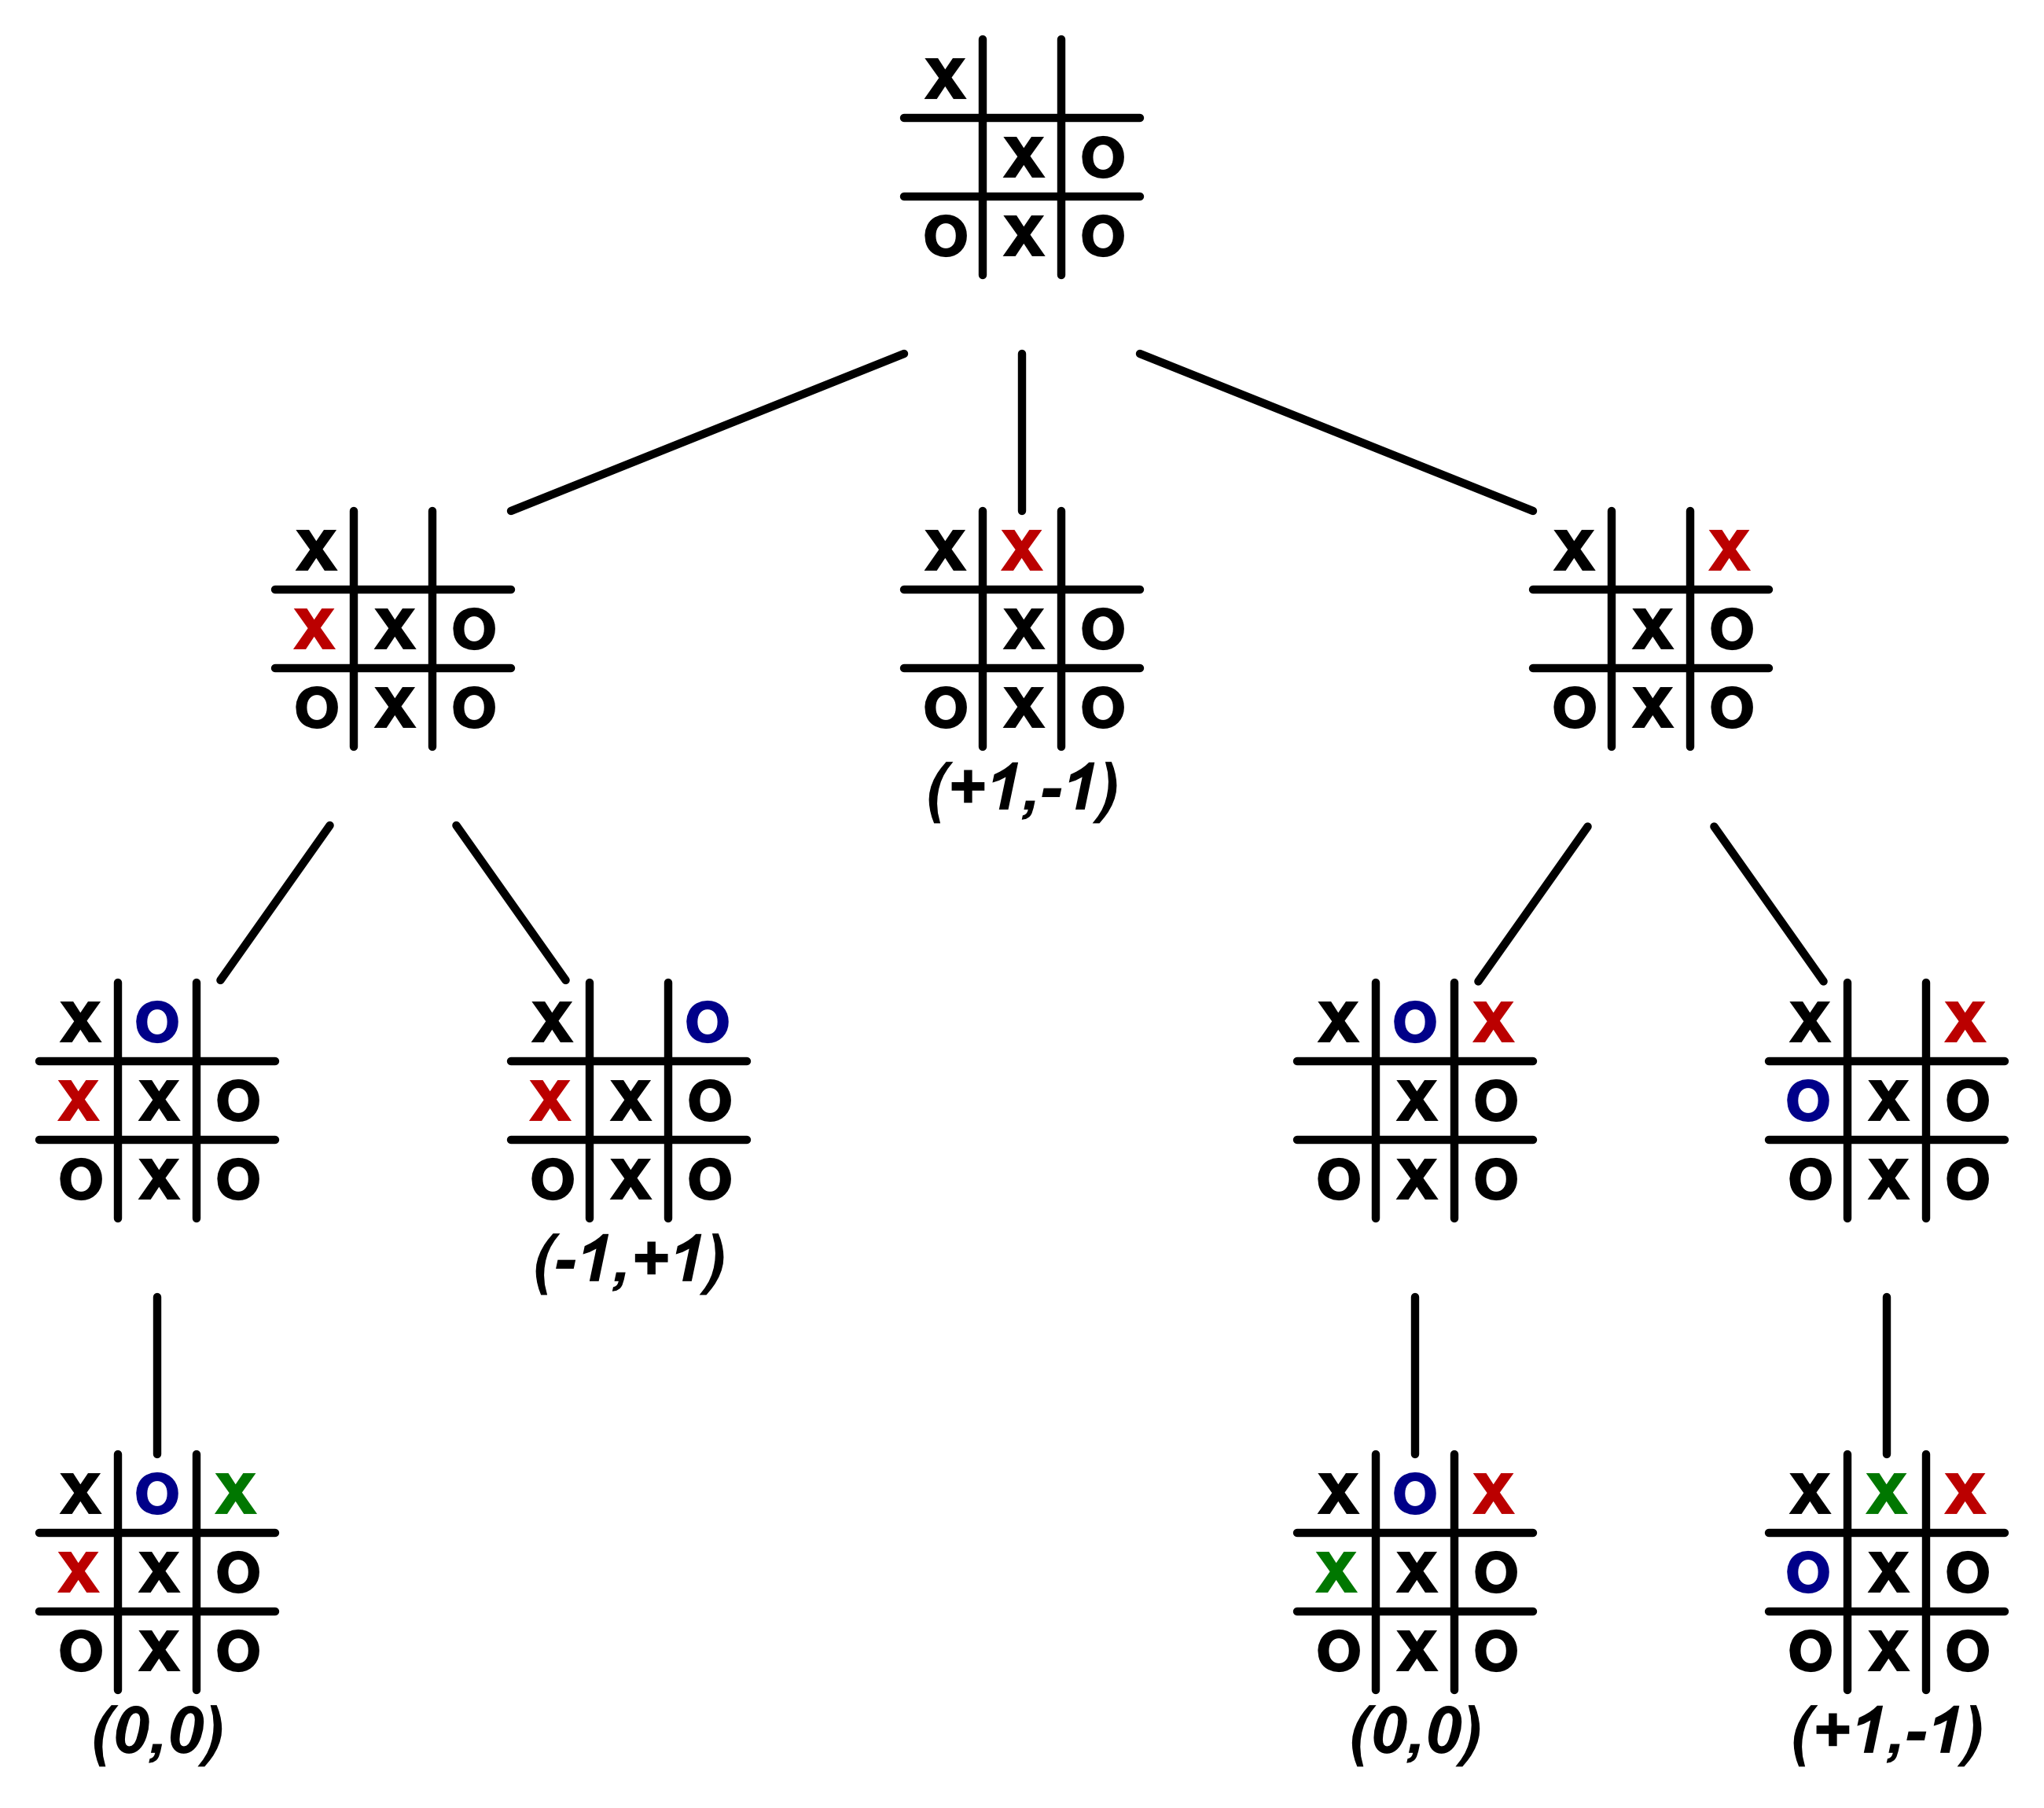 X
X O
O X O
X X X X
X X O X O X O
O X O O X O O X O
(+1,-1)
X O X O X O X X X
X X O X X O X O O X O
O X O O X O O X O O X O
(-1,+1)
X O X X O X X X X
X X O X X O O X O
O X O O X O O X O
(0,0) (0,0) (+1,-1)